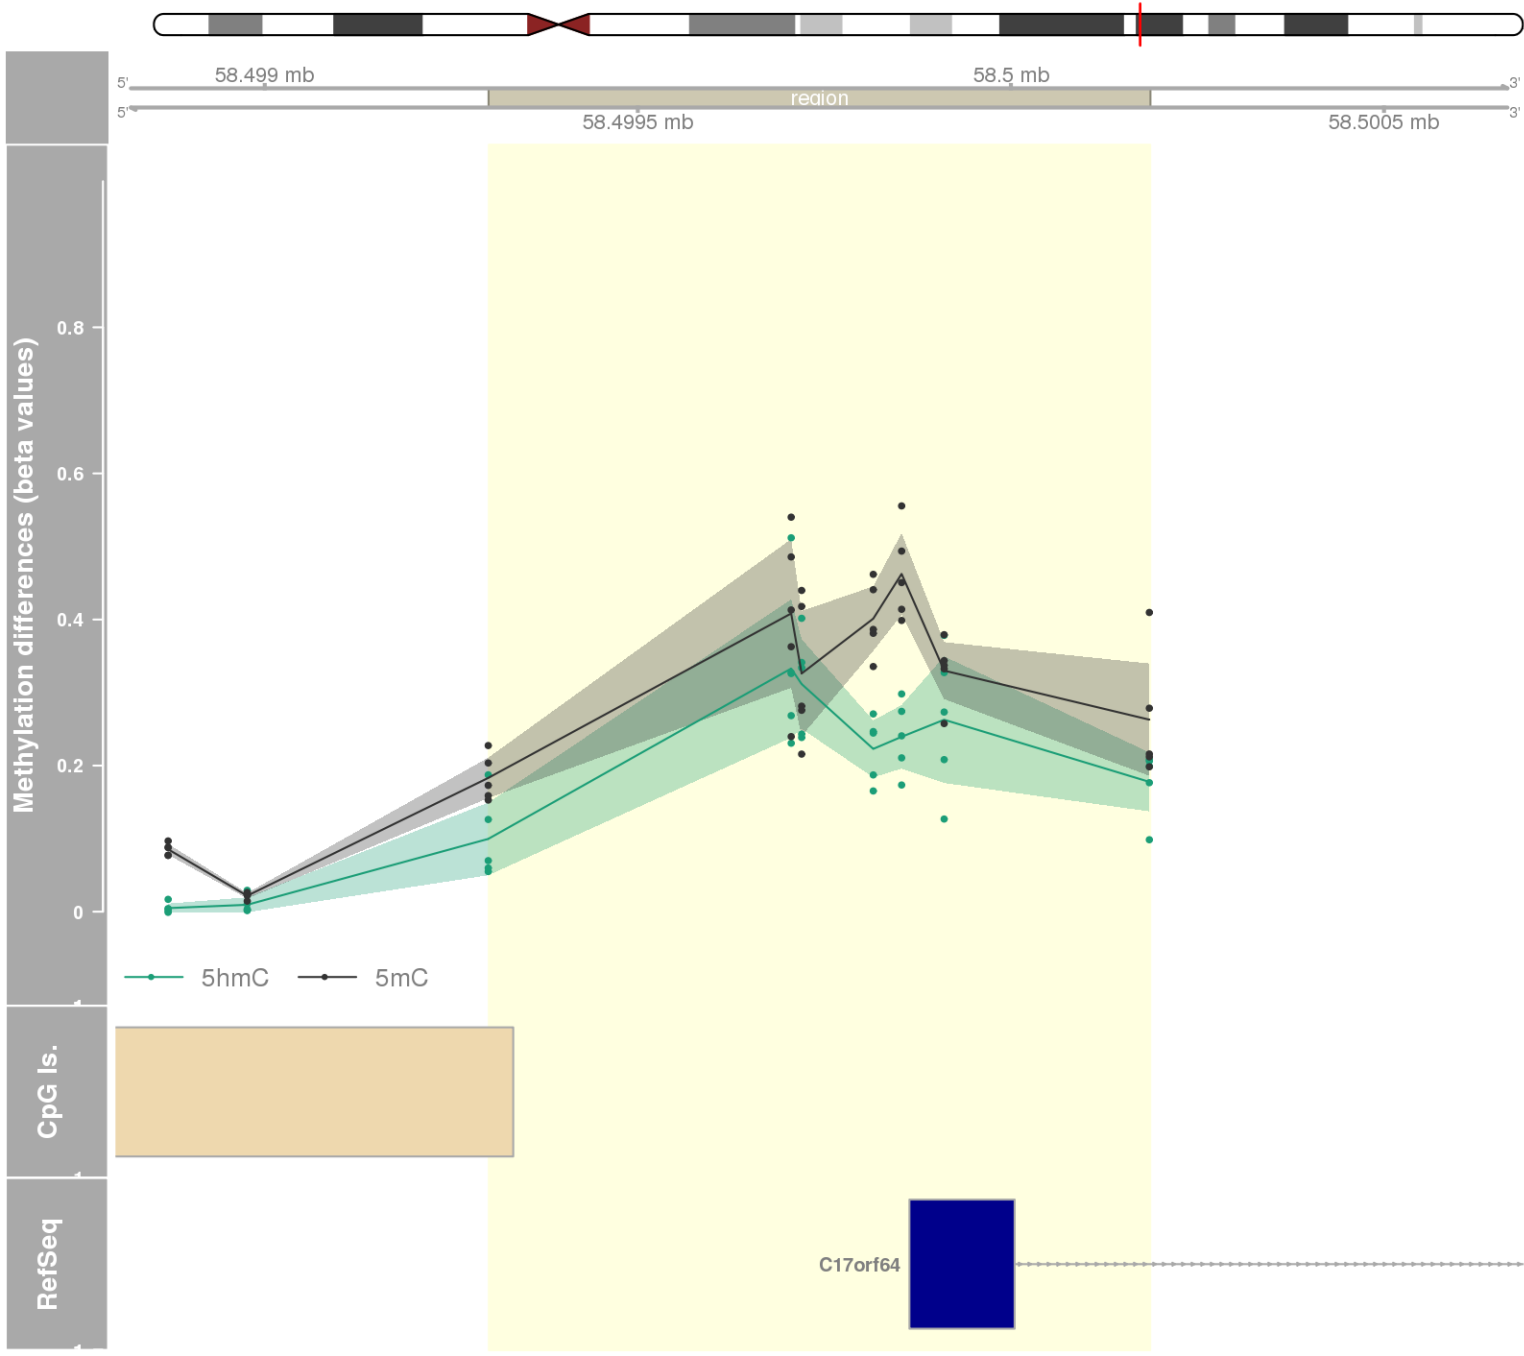 58.499 mb
58.5 mb
5'
3'
region
5'
3'
58.4995 mb
58.5005 mb
Methylation differences (beta values)
0.8
0.6
0.4
0.2
0
5hmC
5mC
CpG Is.
RefSeq
C17orf64